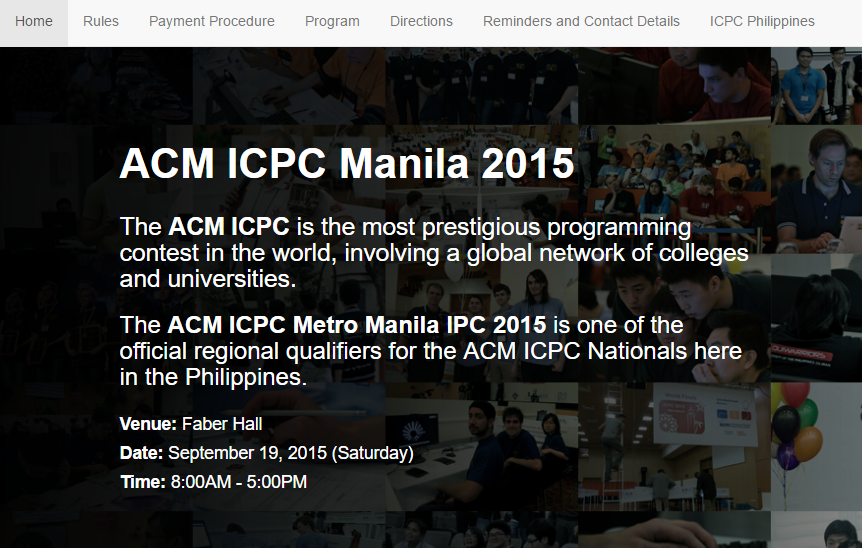 Home Rules Payment Procedure Program Directions Reminders and Contact Details ICPC Philippines
ACM ICPC Manila 2015
The ACM ICPC is the most prestigious programming
contest in the world, involving a global network of colleges
and universities.
The ACM ICPC Metro Manila IPC 2015 is one of the
official regional qualifiers for the ACM ICPC Nationals here
in the Philippines.
Venue: Faber Hall
Date: September 19, 2015 (Saturday)
Time: 8:00AM - 5:00PM